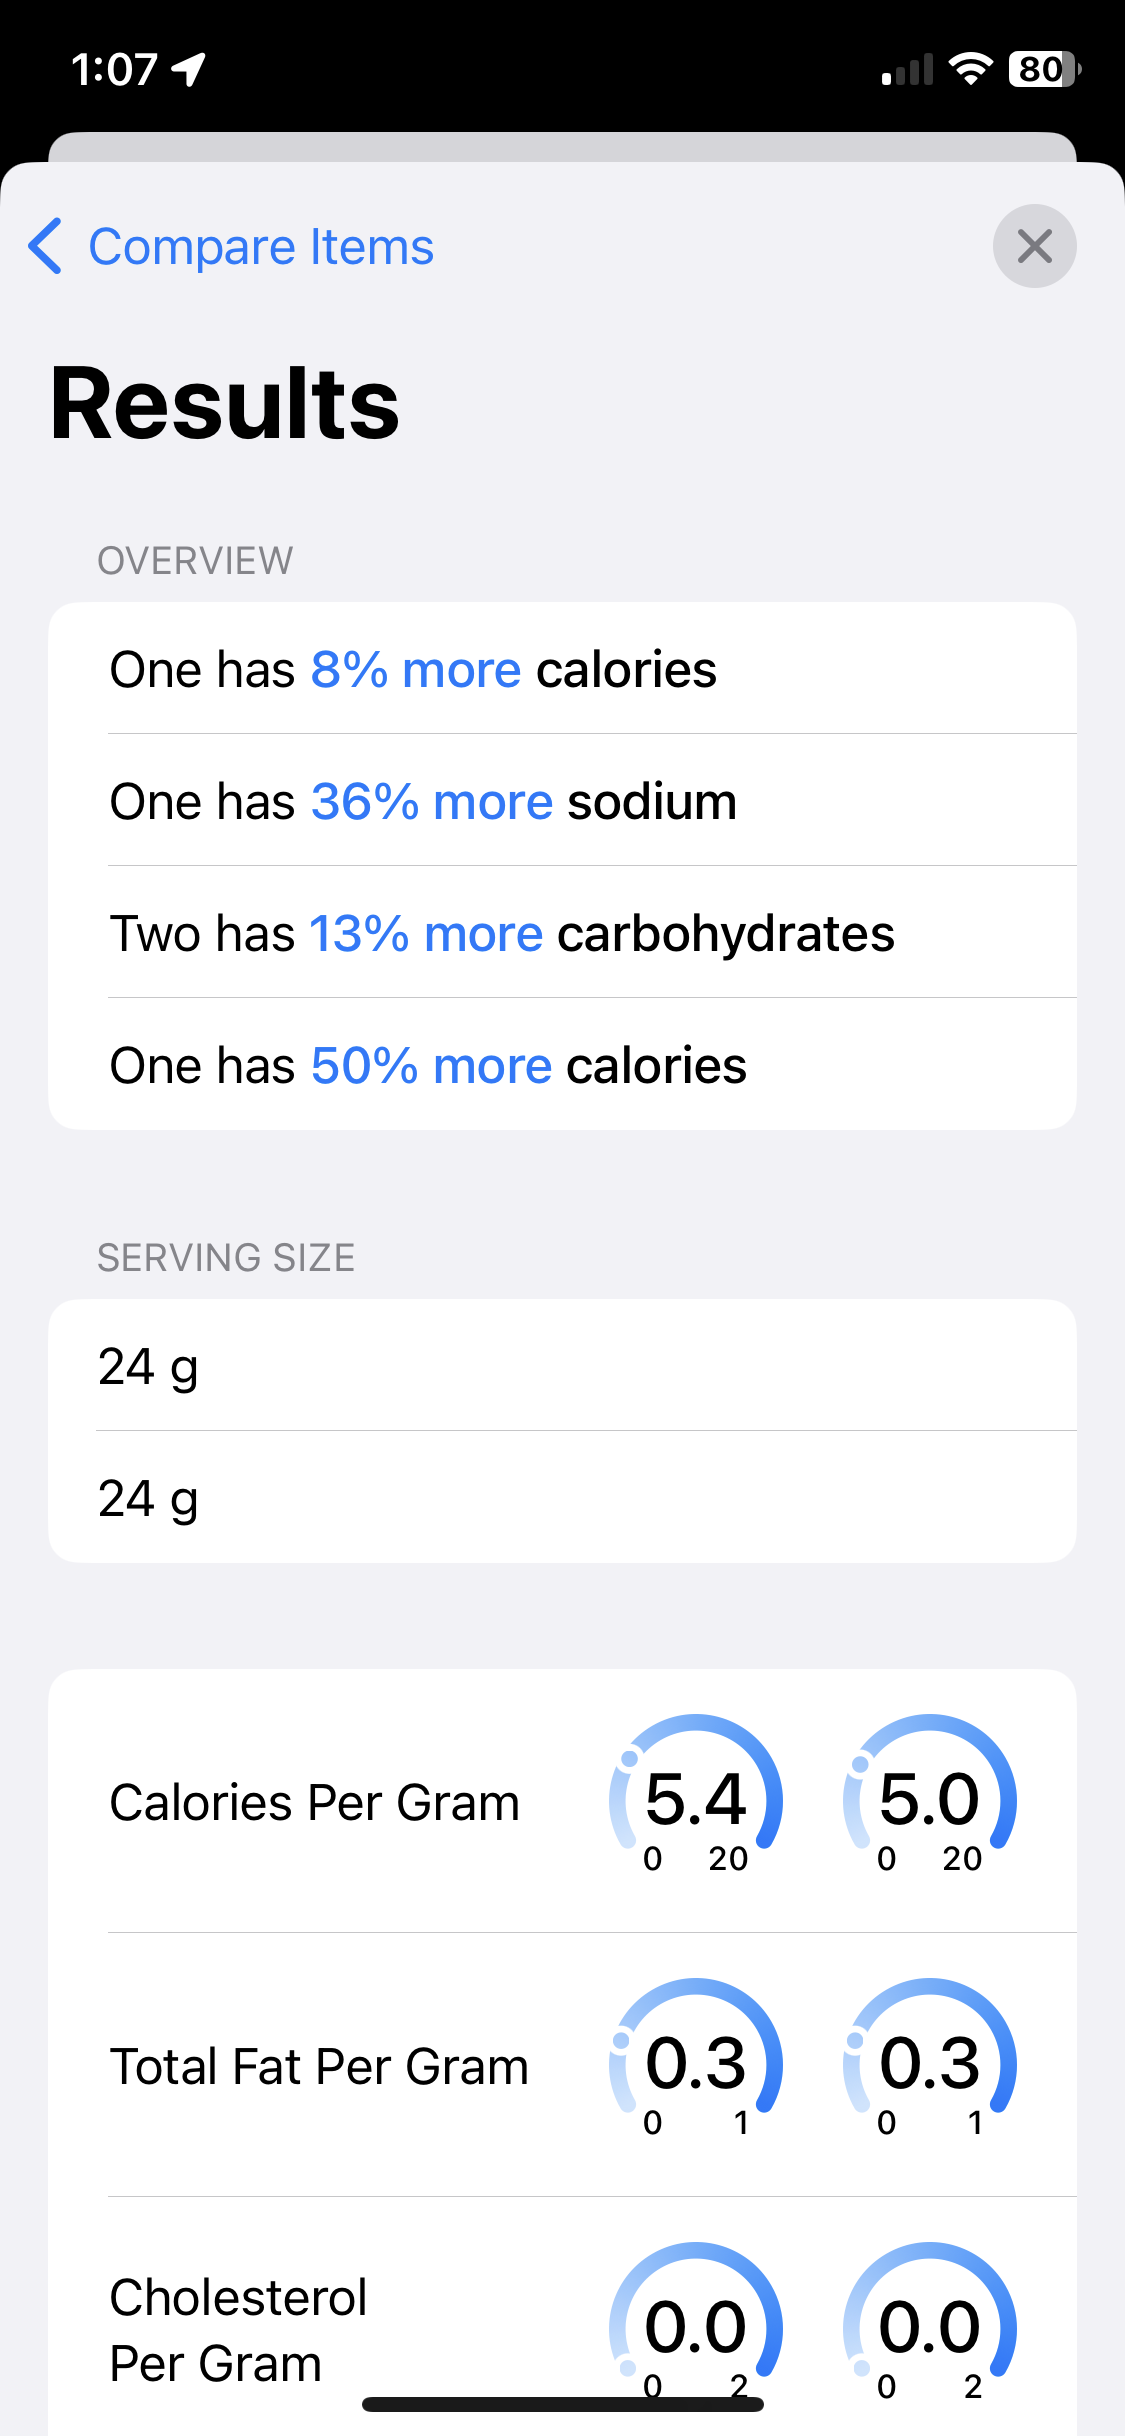 1:07
80
Compare Items
Results
OVERVIEW
One has 8% more calories
One has 36% more sodium
Two has 13% more carbohydrates
One has 50% more calories
SERVING SIZE
24 g
24 g
Calories Per Gram
5.4
0 20
5.0
0 20
Total Fat Per Gram
0.3
0 1
0.3
0 1
Cholesterol
Per Gram
0.0
0 2
0.0
0 2